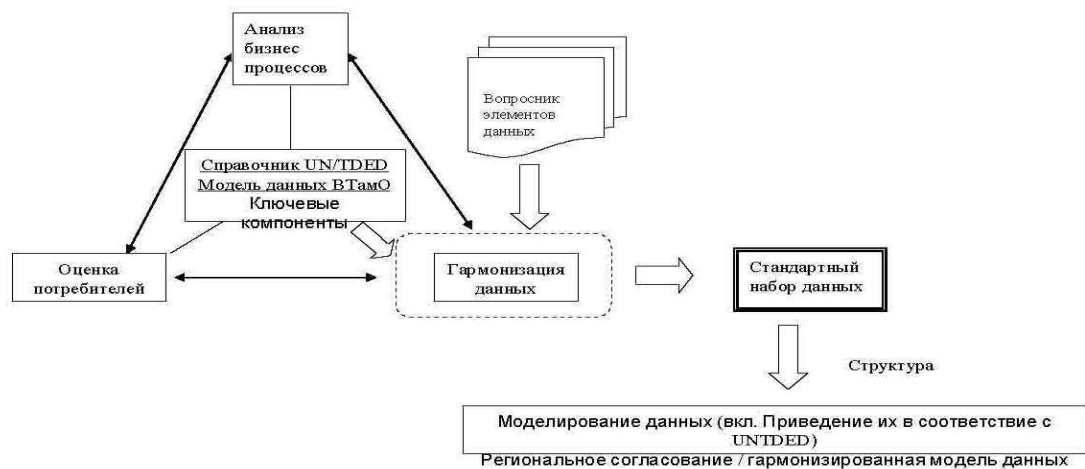 Анализ
бизнес
процессов
Вопросник
элементов
данных
Справочник UN/TDED
Модель данных ВТамО
Ключевые
компоненты
Оценка
потребителей
Гармонизация
данных
Стандартный
набор данных
Структура
Моделирование данных (вкл. Приведение их в соответствие с
UNTDED)
Региональное согласование / гармонизированная модель данных